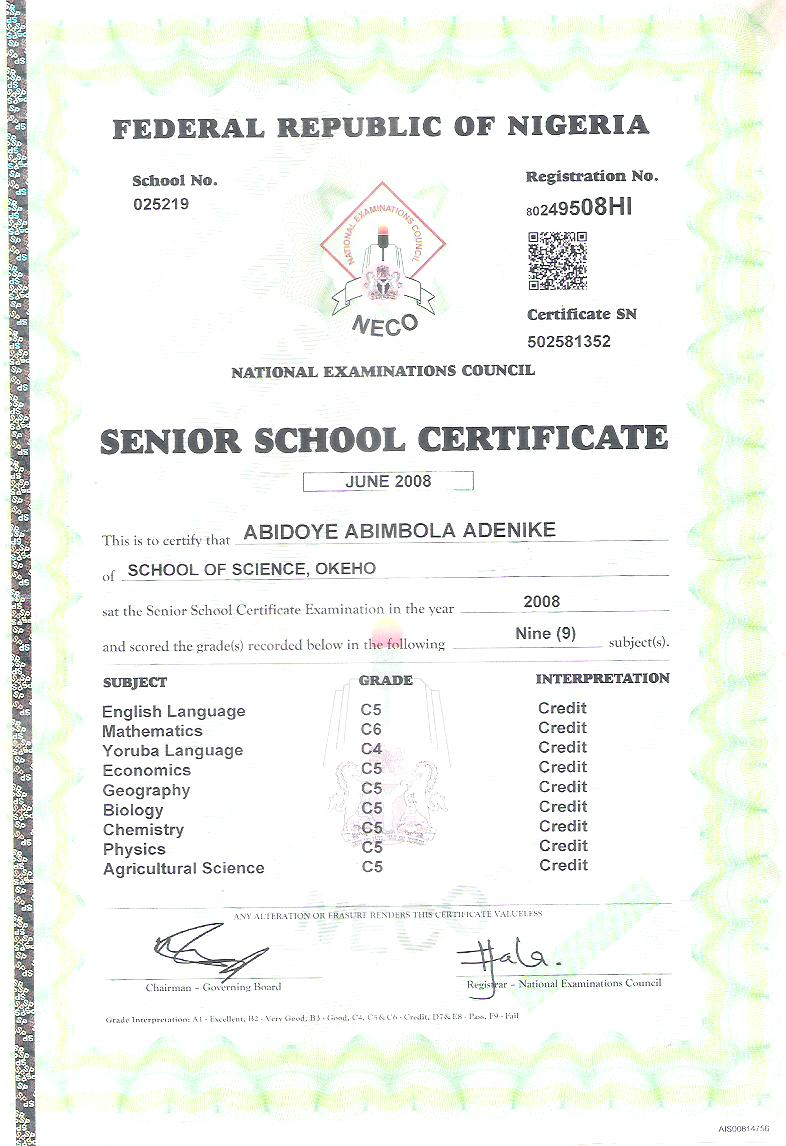 FEDERAL REPUBLIC OF NIGERIA
School No.
025219
Registration No.
80249508HI
NATIONAL EXAMINATIONS COUNCIL
NECO
Certificate SN
502581352
NATIONAL EXAMINATIONS COUNCIL
SENIOR SCHOOL CERTIFICATE
JUNE 2008
This is to certify that ABIDOYE ABIMBOLA ADENIKE
of SCHOOL OF SCIENCE, OKEHO
sat the Senior School Certificate Examination in the year 2008
and scored the grade(s) recorded below in the following Nine (9) subject(s).
SUBJECT GRADE INTERPRETATION
English Language C5 Credit
Mathematics C6 Credit
Yoruba Language C4 Credit
Economics C5 Credit
Geography C5 Credit
Biology C5 Credit
Chemistry C5 Credit
Physics C5 Credit
Agricultural Science C5 Credit
NECO
ANY ALTERATION OR ERASURE RENDERS THIS CERTIFICATE VALUELESS
Chairman – Governing Board
Registrar – National Examinations Council
Grade Interpretation: A1 - Excellent, B2 - Very Good, B3 - Good, C4, C5 & C6 - Credit, D7 & E8 - Pass, F9 - Fail
AIS00814756